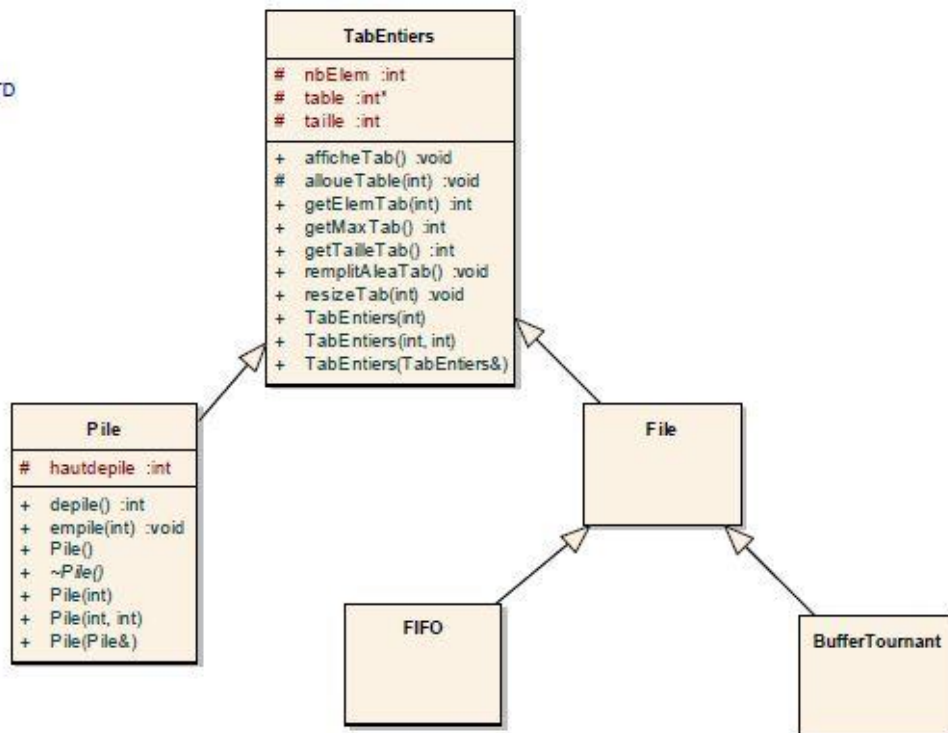 TD
TabEntiers
# nbElem :int
# table :int*
# taille :int
+ afficheTab() :void
# alloueTable(int) :void
+ getElemTab(int) :int
+ getMaxTab() :int
+ getTailleTab() :int
+ remplitAleaTab() :void
+ resizeTab(int) :void
+ TabEntiers(int)
+ TabEntiers(int, int)
+ TabEntiers(TabEntiers&)
Pile
# hautdepile :int
+ depile() :int
+ empile(int) :void
+ Pile()
+ ~Pile()
+ Pile(int)
+ Pile(int, int)
+ Pile(Pile&)
File
FIFO
BufferTournant